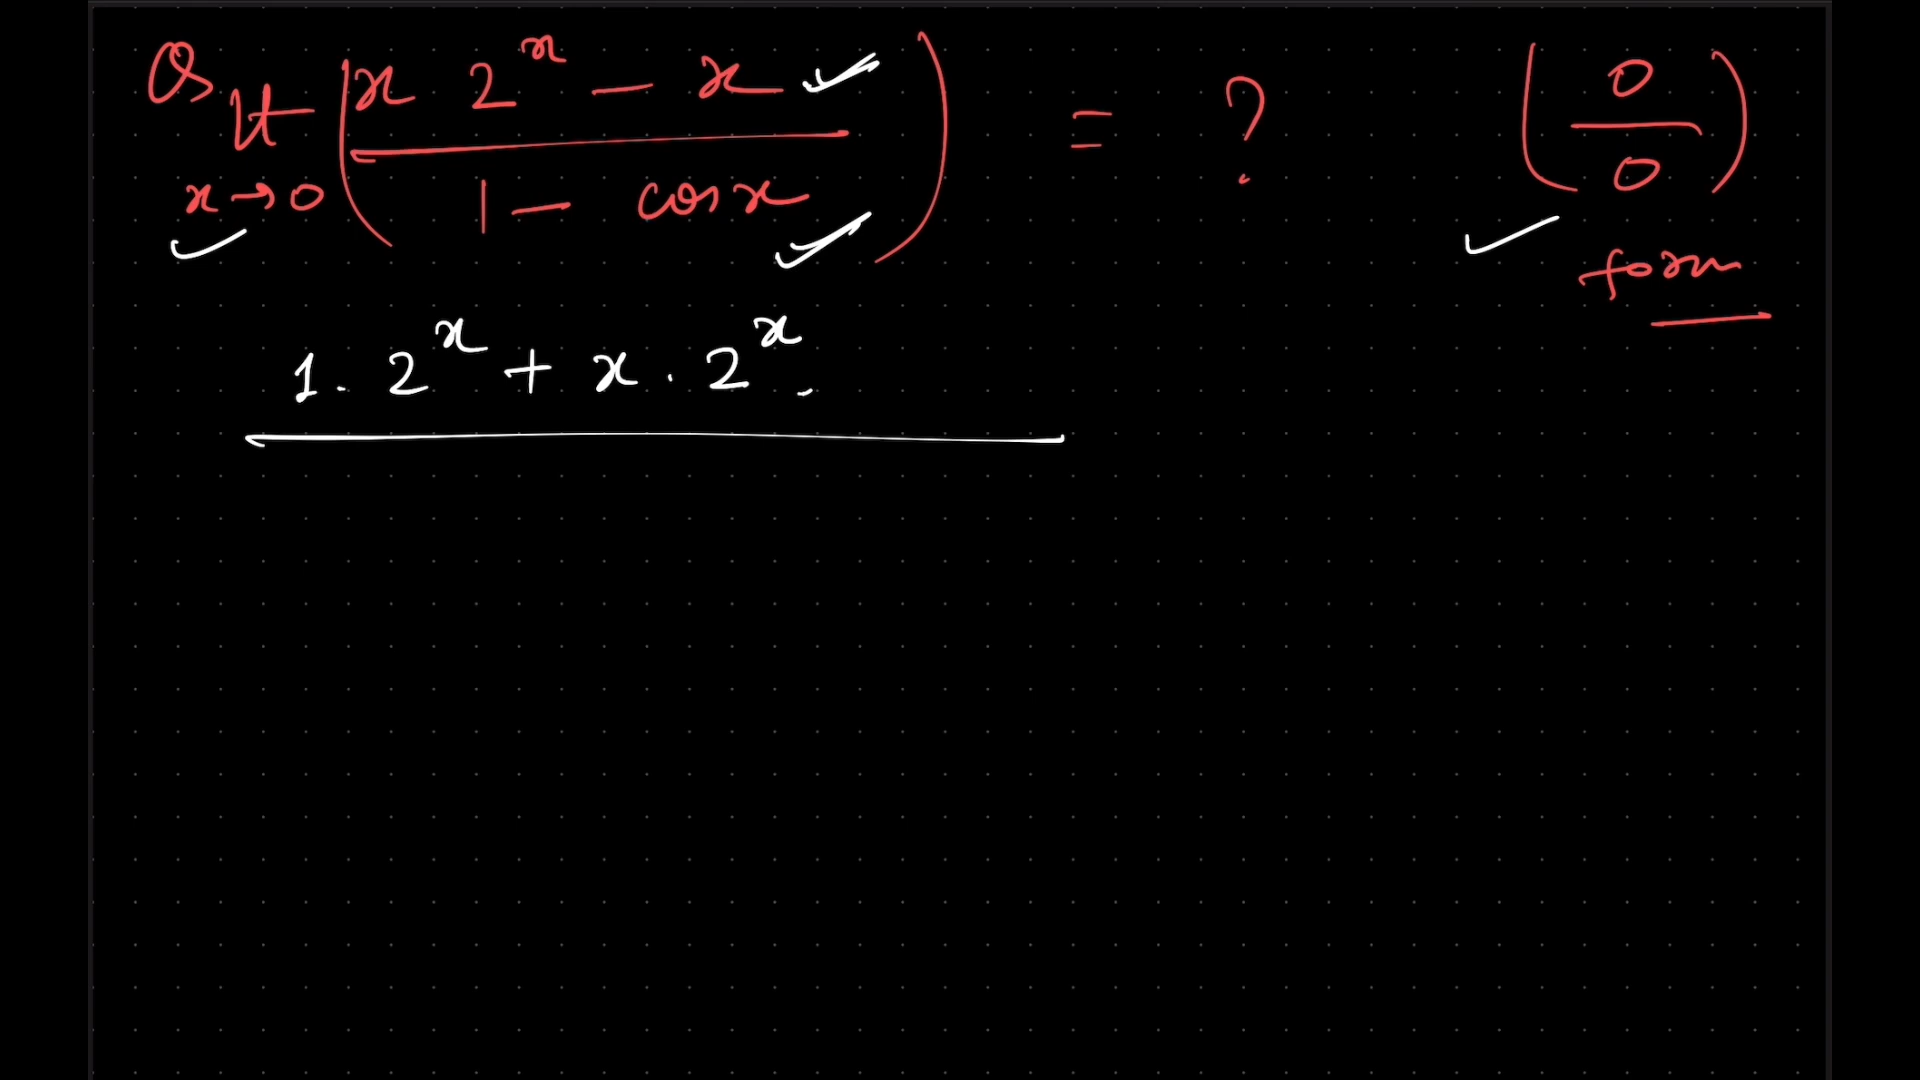 Q. lt x→0 (x 2^x - x / 1 - cos x) = ? (0/0)
form
1. 2^x + x . 2^x .